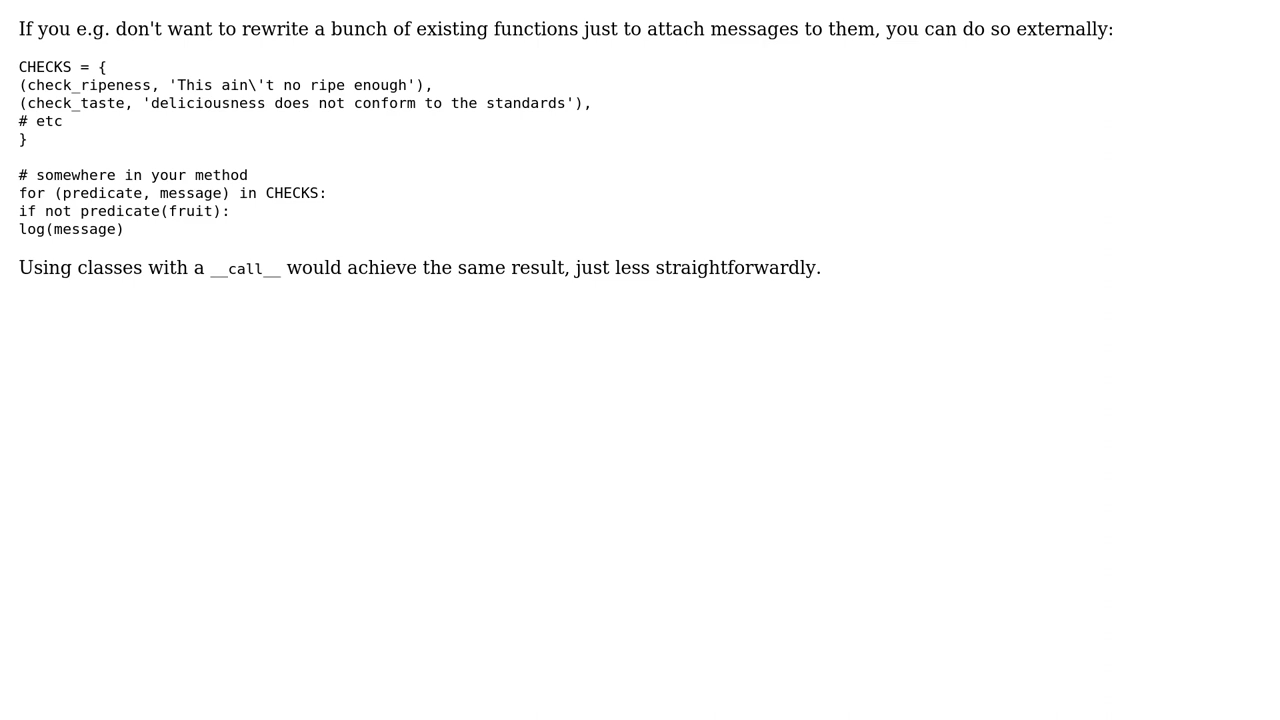 If you e.g. don't want to rewrite a bunch of existing functions just to attach messages to them, you can do so externally:
CHECKS = {
(check_ripeness, 'This ain\'t no ripe enough'),
(check_taste, 'deliciousness does not conform to the standards'),
# etc
}
# somewhere in your method
for (predicate, message) in CHECKS:
if not predicate(fruit):
log(message)
Using classes with a __call__ would achieve the same result, just less straightforwardly.